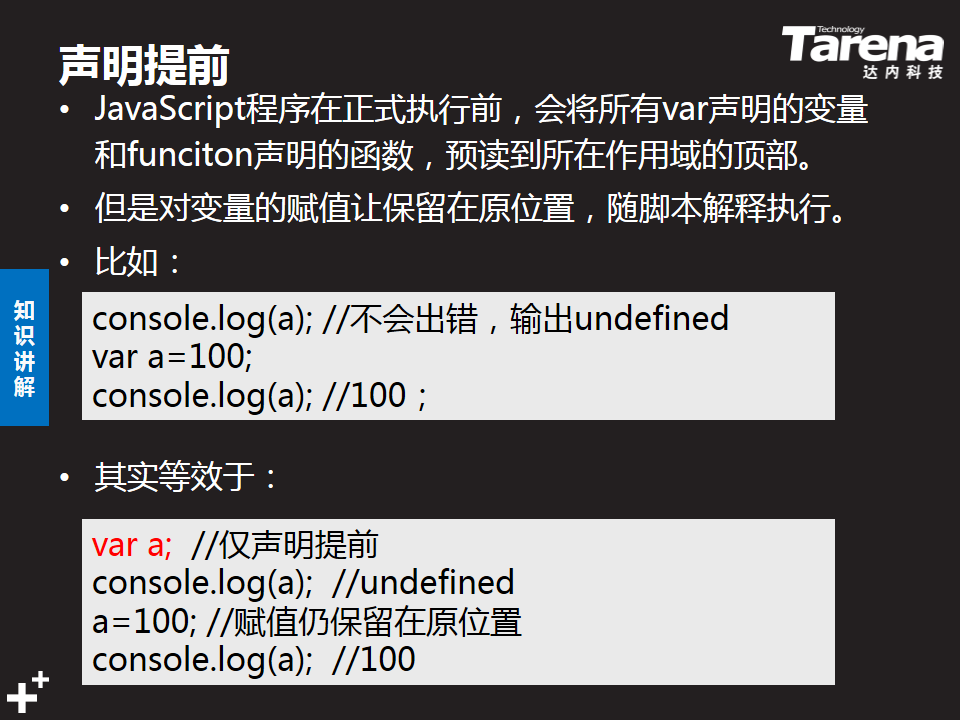 声明提前
Technology
Tarena
达内科技
• JavaScript程序在正式执行前，会将所有var声明的变量
和funciton声明的函数，预读到所在作用域的顶部。
• 但是对变量的赋值让保留在原位置，随脚本解释执行。
• 比如：
知识讲解
console.log(a); //不会出错，输出undefined
var a=100;
console.log(a); //100；
• 其实等效于：
var a; //仅声明提前
console.log(a); //undefined
a=100; //赋值仍保留在原位置
console.log(a); //100